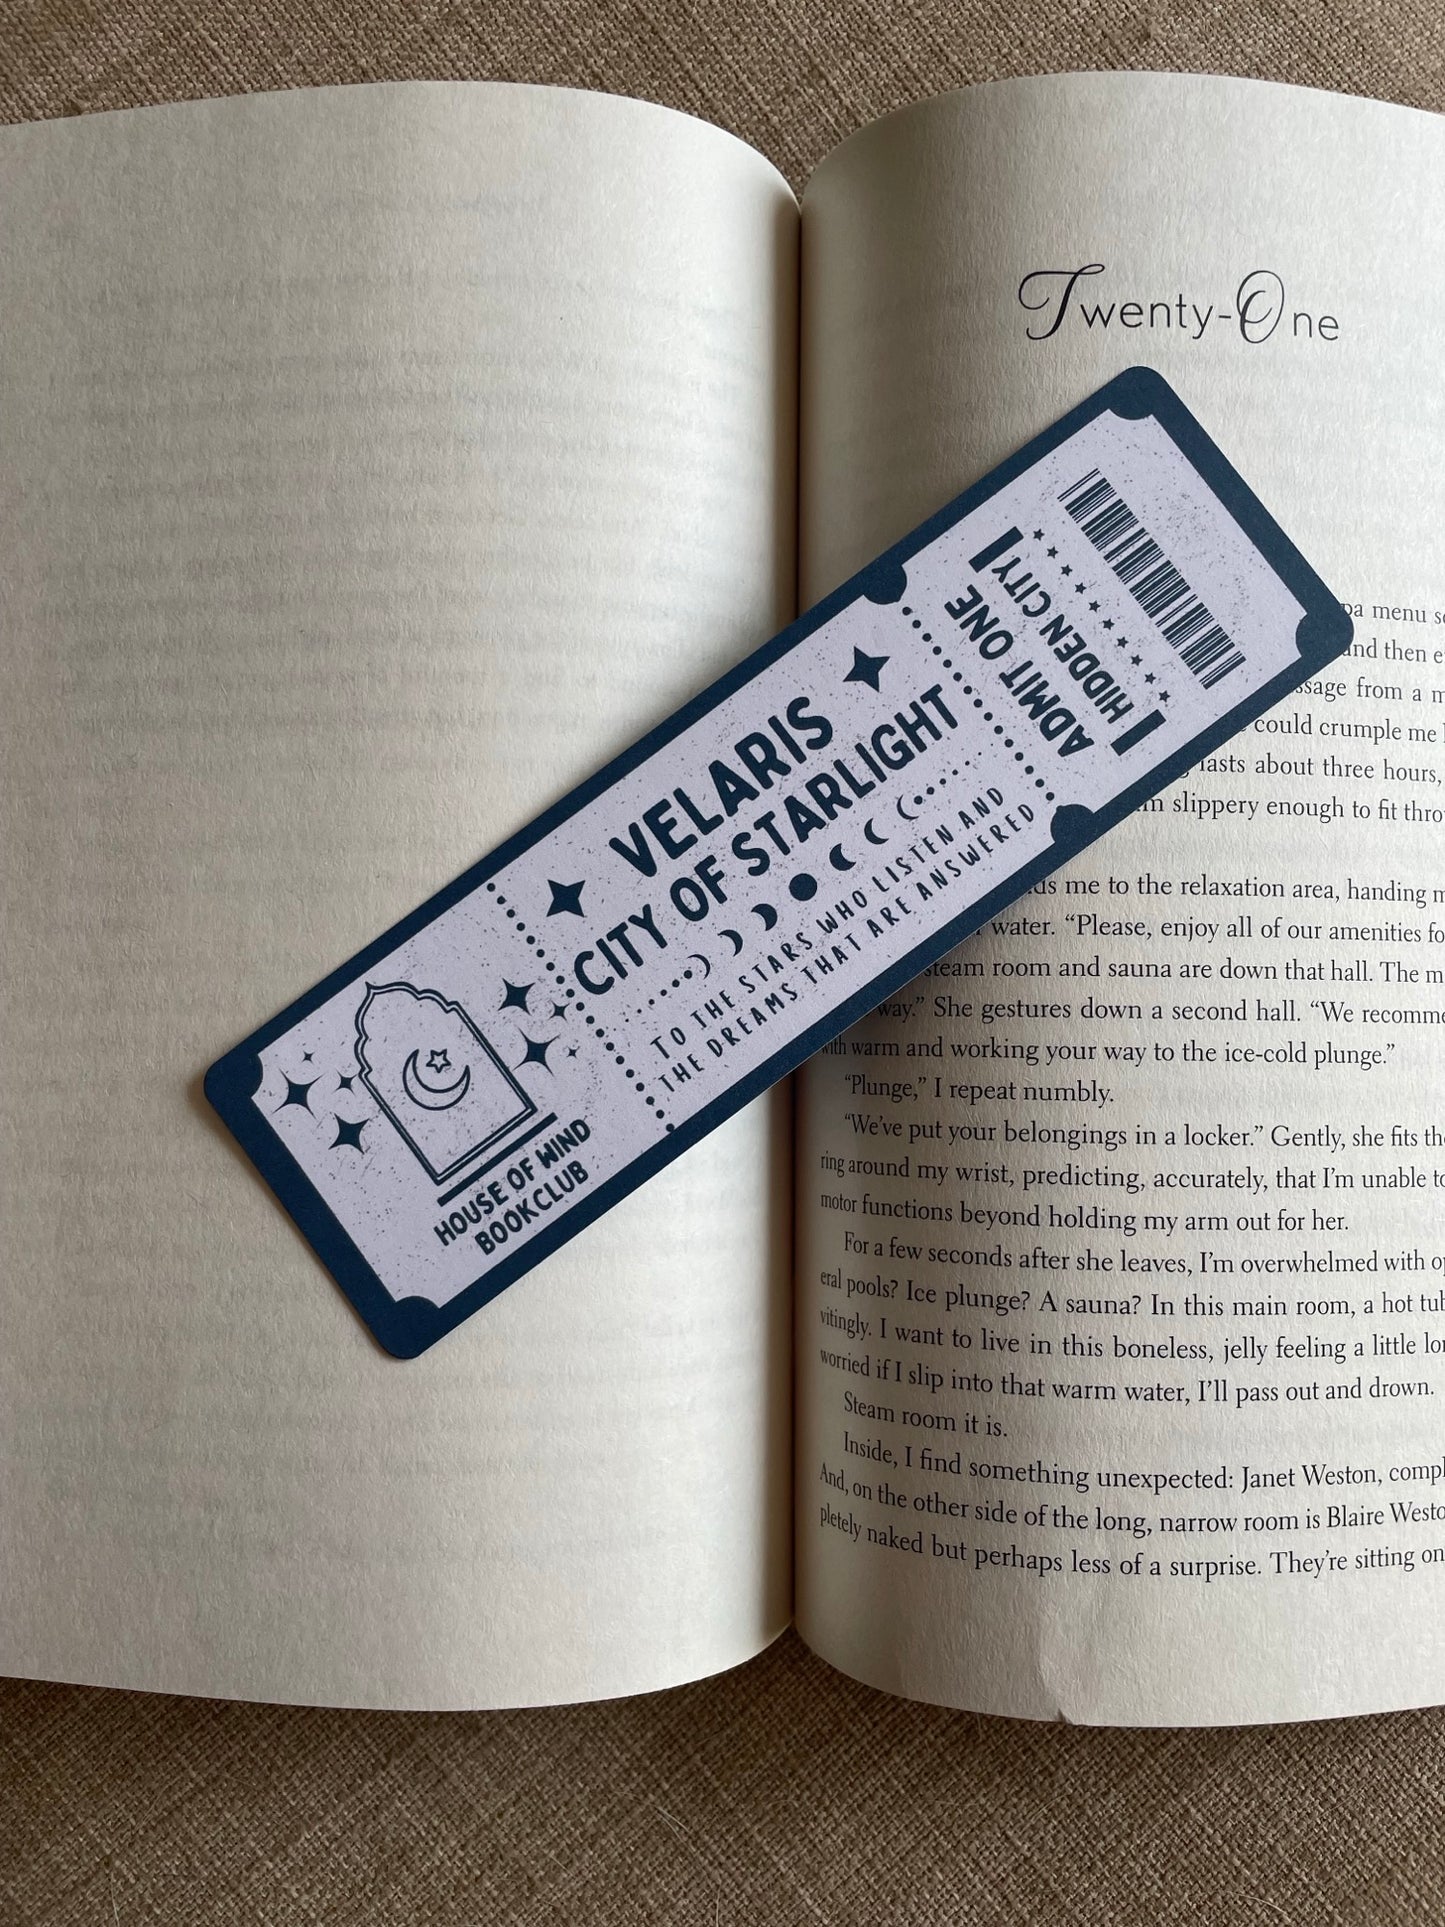 Twenty-One
VELARIS
CITY OF STARLIGHT
TO THE STARS WHO LISTEN AND
THE DREAMS THAT ARE ANSWERED
HOUSE OF WIND
BOOKCLUB
ADMIT ONE
HIDDEN CITY
menu
and then
from a
could crumple me
lasts about three hours,
slippery enough to fit
me to the relaxation area, handing
water. “Please, enjoy all of our amenities
steam room and sauna are down that hall. The
way.” She gestures down a second hall. “We
with warm and working your way to the ice-cold plunge.”
“Plunge,” I repeat numbly.
“We’ve put your belongings in a locker.” Gently, she fits
ring around my wrist, predicting, accurately, that I’m unable
motor functions beyond holding my arm out for her.
For a few seconds after she leaves, I’m overwhelmed with
eral pools? Ice plunge? A sauna? In this main room, a hot
vitingly. I want to live in this boneless, jelly feeling a little
worried if I slip into that warm water, I’ll pass out and drown.
Steam room it is.
Inside, I find something unexpected: Janet Weston,
And, on the other side of the long, narrow room is Blaire
pletely naked but perhaps less of a surprise. They’re sitting on